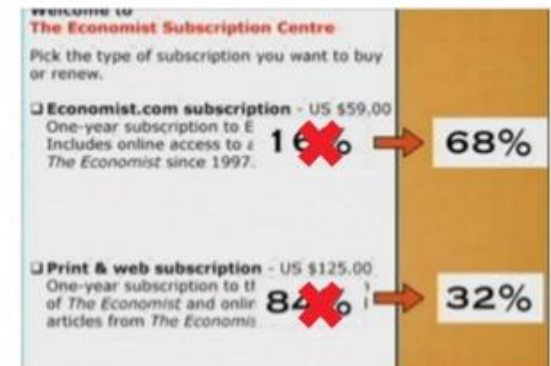 Welcome to
The Economist Subscription Centre
Pick the type of subscription you want to buy
or renew.
Economist.com subscription - US $59.00
One-year subscription to E
Includes online access to a
The Economist since 1997.
16%
68%
Print & web subscription - US $125.00
One-year subscription to th
of The Economist and onlin
articles from The Economis
84%
32%